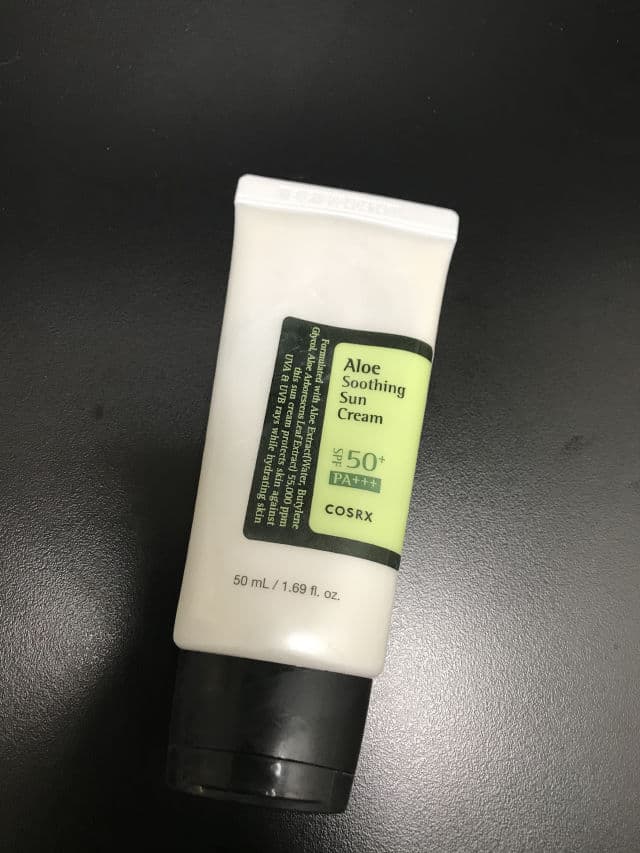 Aloe
Soothing
Sun
Cream
SPF 50+
PA+++
COSRX
Formulated with Aloe Extract(Water, Butylene
Glycol, Aloe Arborescens Leaf Extract) 55,000 ppm
this sun cream protects skin against
UVA & UVB rays while hydrating skin
50 mL / 1.69 fl. oz.